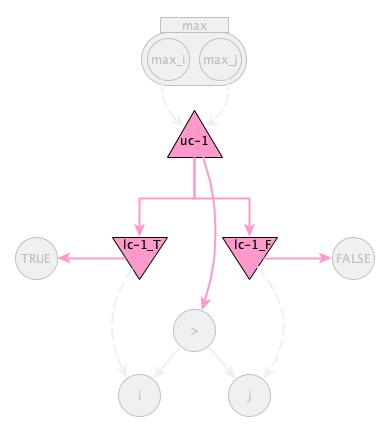 max
max_i max_j
uc-1
lc-1_T lc-1_F
TRUE FALSE
>
i j